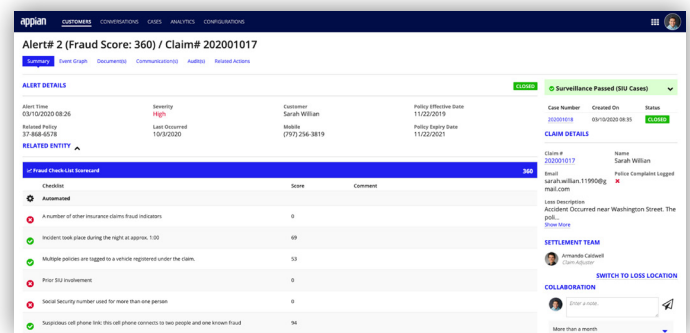 appian CUSTOMERS CONVERSATIONS CASES ANALYTICS CONFIGURATIONS
Alert# 2 (Fraud Score: 360) / Claim# 202001017
Summary Event Graph Document(s) Communication(s) Audit(s) Related Actions
ALERT DETAILS CLOSED
Alert Time Severity Customer Policy Effective Date
03/10/2020 08:26 High Sarah Willian 11/22/2019
Related Policy Last Occurred Mobile Policy Expiry Date
37-868-6578 10/3/2020 (797) 256-3819 11/22/2021
RELATED ENTITY
Fraud Check-List Scorecard 360
Checklist Score Comment
Automated
A number of other insurance claims fraud indicators 0
Incident took place during the night at approx. 1:00 69
Multiple policies are tagged to a vehicle registered under the claim. 53
Prior SIU Involvement 0
Social Security number used for more than one person 0
Suspicious cell phone link: this cell phone connects to two people and one known fraud 94
Surveillance Passed (SIU Cases)
Case Number Created On Status
202001018 03/10/2020 08:35 CLOSED
CLAIM DETAILS
Claim # Name
202001017 Sarah Willian
Email Police Complaint Logged
sarah.willian.11990@g
mail.com
Loss Description
Accident Occurred near Washington Street. The
poli...
Show More
SETTLEMENT TEAM
Armando Caldwell
Claim Adjuster
SWITCH TO LOSS LOCATION
COLLABORATION
Enter a note..
More than a month